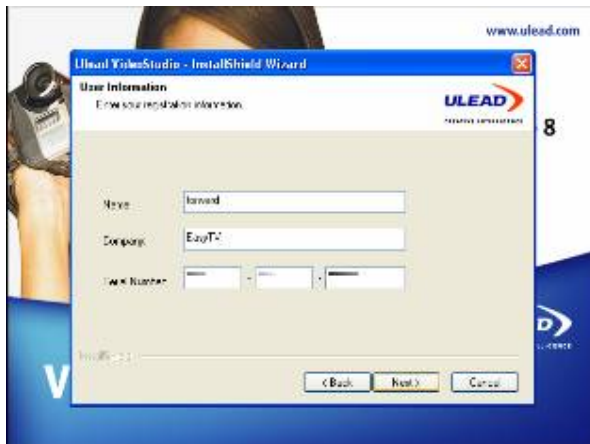 www.ulead.com
Ulead VideoStudio - InstallShield Wizard
User Information
Enter your registration information.
ULEAD
8
Name
forward
Company:
EasyTV
Serial Number
InstallShield
< Back
Next >
Cancel
V